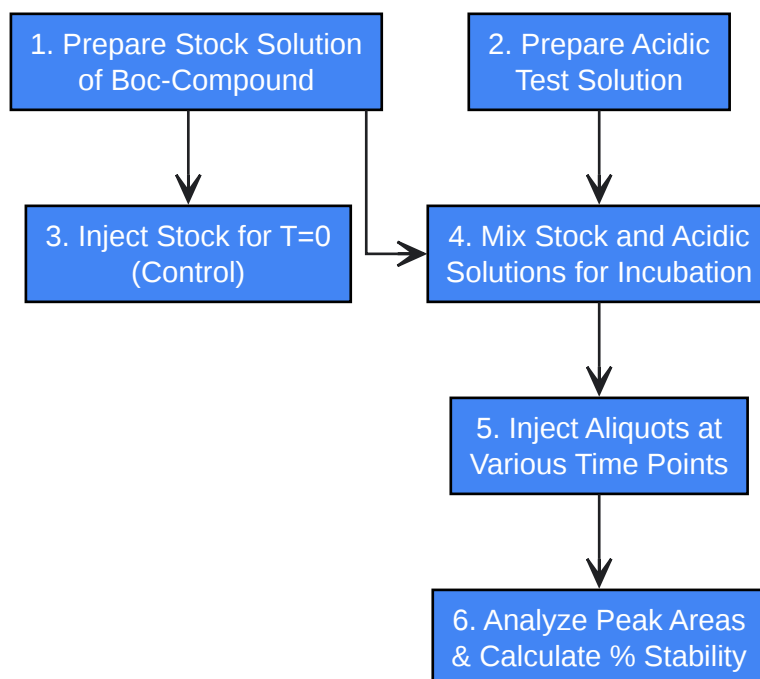 1. Prepare Stock Solution
of Boc-Compound
2. Prepare Acidic
Test Solution
3. Inject Stock for T=0
(Control)
4. Mix Stock and Acidic
Solutions for Incubation
5. Inject Aliquots at
Various Time Points
6. Analyze Peak Areas
& Calculate % Stability